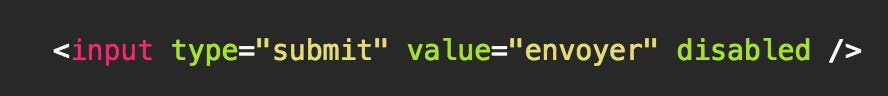 <input type="submit" value="envoyer" disabled />